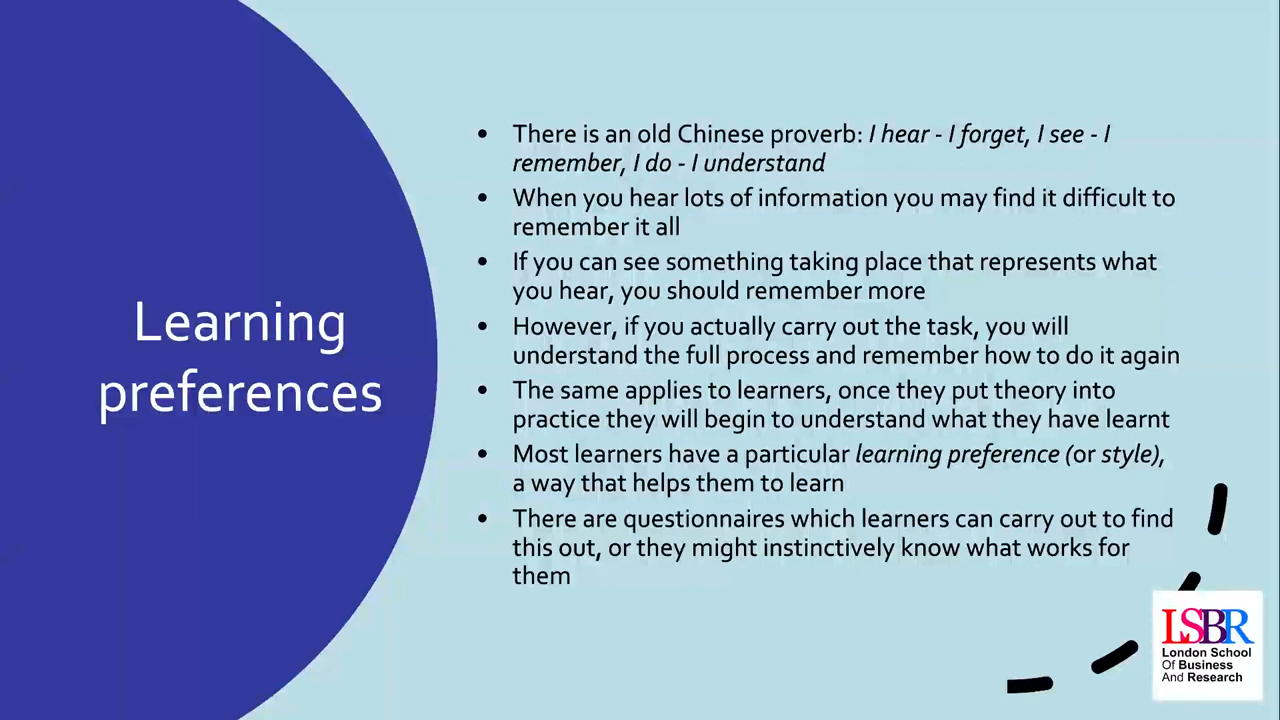 Learning
preferences
• There is an old Chinese proverb: I hear - I forget, I see - I
remember, I do - I understand
• When you hear lots of information you may find it difficult to
remember it all
• If you can see something taking place that represents what
you hear, you should remember more
• However, if you actually carry out the task, you will
understand the full process and remember how to do it again
• The same applies to learners, once they put theory into
practice they will begin to understand what they have learnt
• Most learners have a particular learning preference (or style),
a way that helps them to learn
• There are questionnaires which learners can carry out to find
this out, or they might instinctively know what works for
them
LSBR
London School
Of Business
And Research